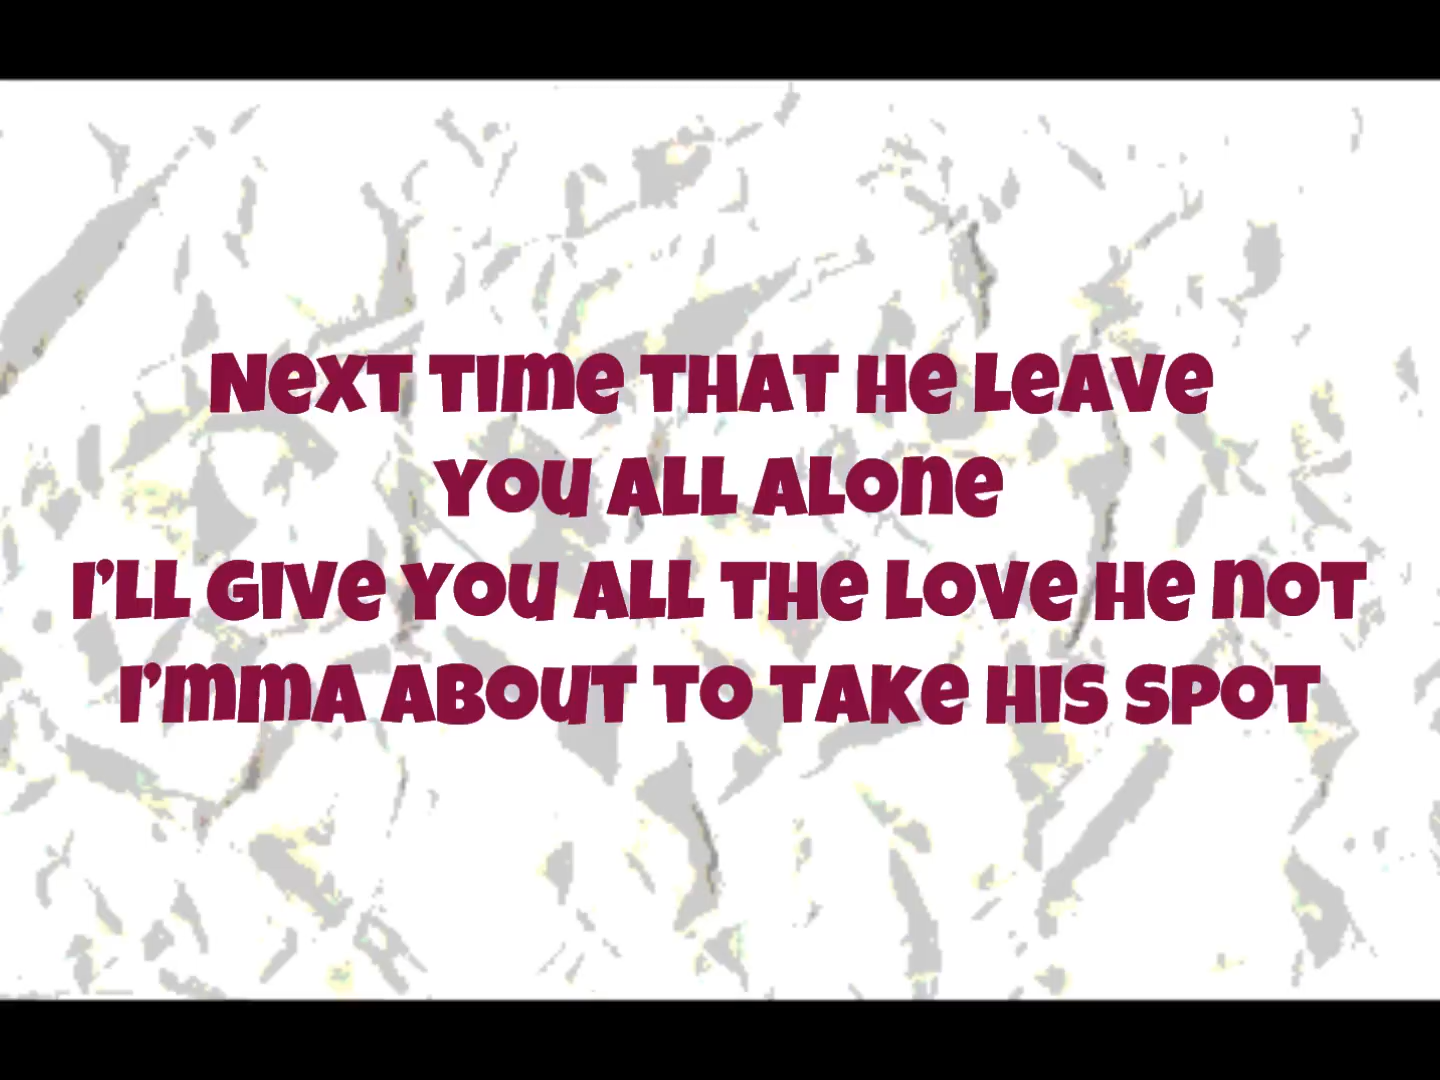 Next time that he leave
you all alone
I'll give you all the love he not
I'mma about to take his spot